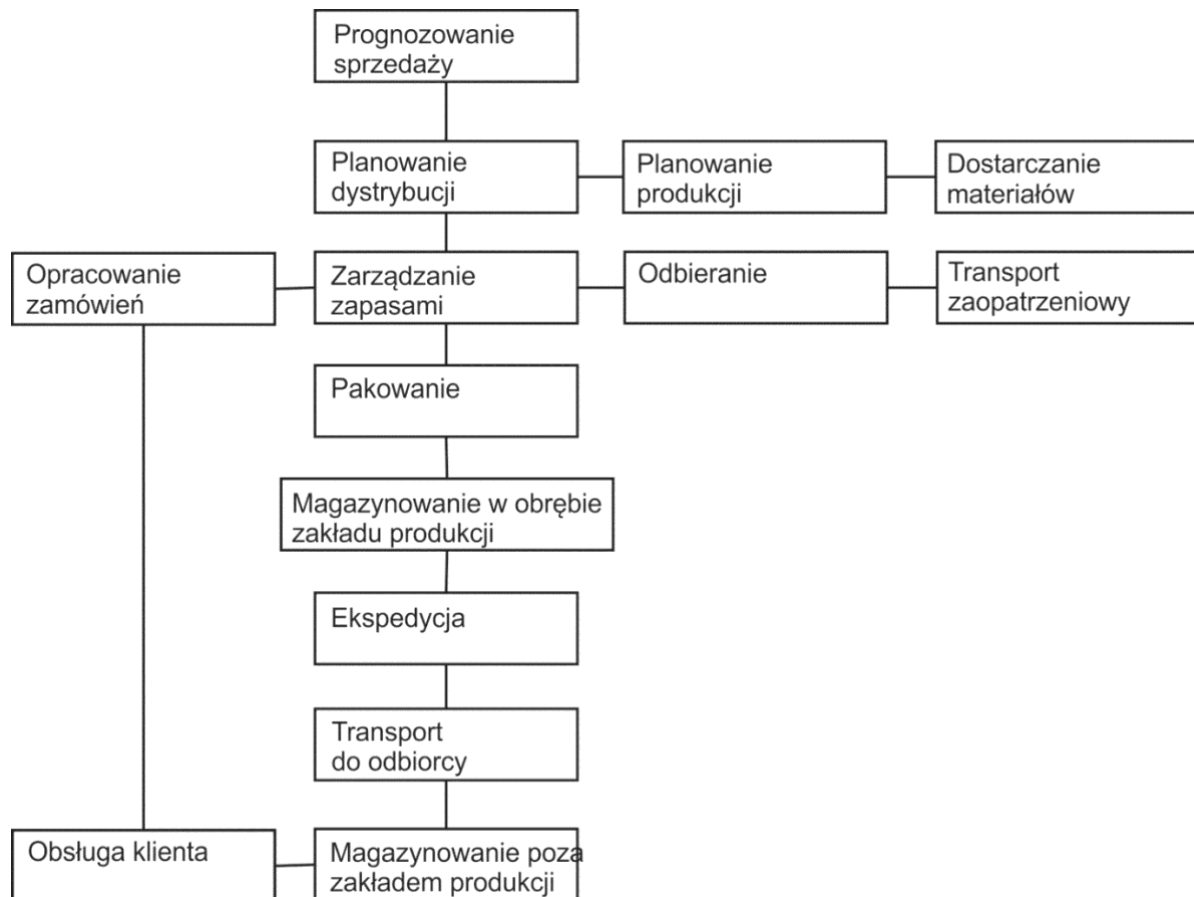 Prognozowanie
sprzedaży
Planowanie
dystrybucji
Planowanie
produkcji
Dostarczanie
materiałów
Opracowanie
zamówień
Zarządzanie
zapasami
Odbieranie
Transport
zaopatrzeniowy
Pakowanie
Magazynowanie w obrębie
zakładu produkcji
Ekspedycja
Transport
do odbiorcy
Obsługa klienta
Magazynowanie poza
zakładem produkcji